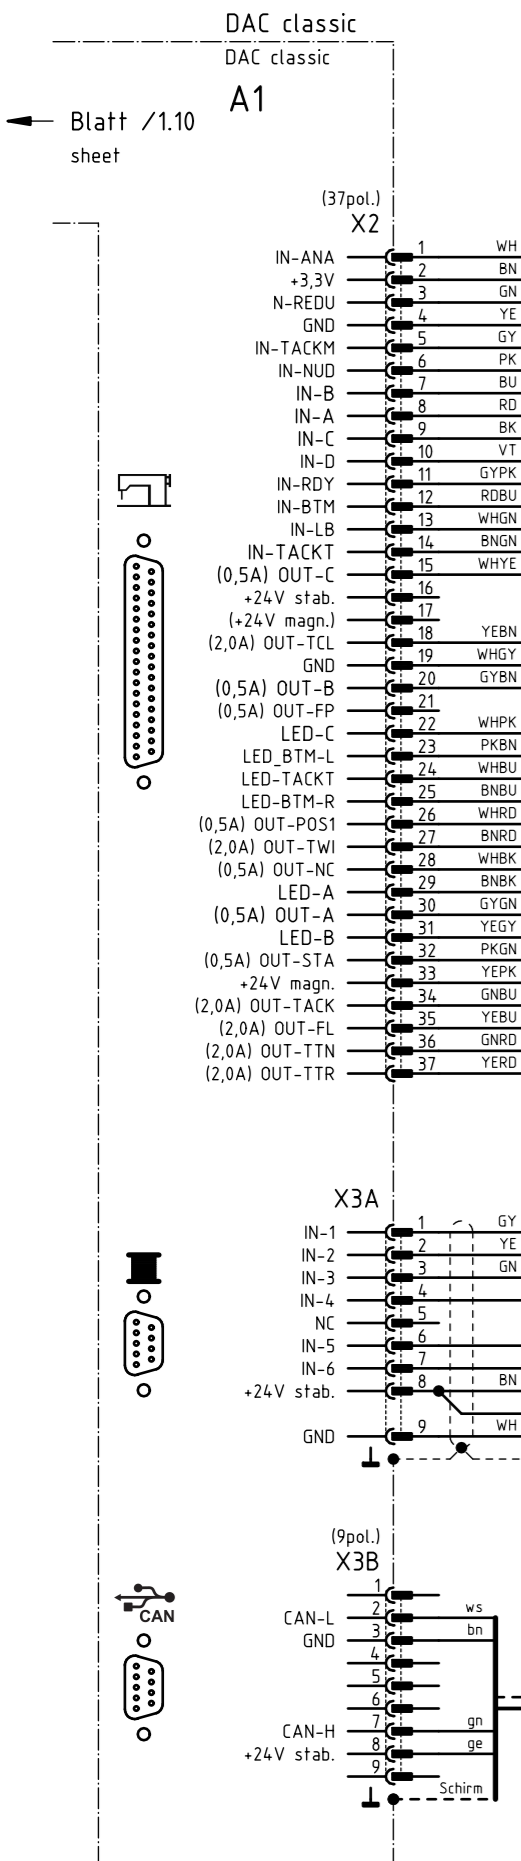 DAC classic
DAC classic
A1
Blatt /1.10
sheet
(37pol.)
X2
IN-ANA 1 WH
+3,3V 2 BN
N-REDU 3 GN
GND 4 YE
IN-TACKM 5 GY
IN-NUD 6 PK
IN-B 7 BU
IN-A 8 RD
IN-C 9 BK
IN-D 10 VT
IN-RDY 11 GYPK
IN-BTM 12 RDBU
IN-LB 13 WHGN
IN-TACKT 14 BNGN
(0,5A) OUT-C 15 WHYE
+24V stab. 16
(+24V magn.) 17
(2,0A) OUT-TCL 18 YEBN
GND 19 WHGY
(0,5A) OUT-B 20 GYBN
(0,5A) OUT-FP 21
LED-C 22 WHPK
LED_BTM-L 23 PKBN
LED-TACKT 24 WHBU
LED-BTM-R 25 BNBU
(0,5A) OUT-POS1 26 WHRD
(2,0A) OUT-TWI 27 BNRD
(0,5A) OUT-NC 28 WHBK
LED-A 29 BNBK
(0,5A) OUT-A 30 GYGN
LED-B 31 YEGY
(0,5A) OUT-STA 32 PKGN
+24V magn. 33 YEPK
(2,0A) OUT-TACK 34 GNBU
(2,0A) OUT-FL 35 YEBU
(2,0A) OUT-TTN 36 GNRD
(2,0A) OUT-TTR 37 YERD
X3A
IN-1 1 GY
IN-2 2 YE
IN-3 3 GN
IN-4 4
NC 5
IN-5 6
IN-6 7
+24V stab. 8 BN
GND 9 WH
(9pol.)
X3B
1
CAN
CAN-L 2 ws
GND 3 bn
4
5
6
CAN-H 7 gn
+24V stab. 8 ge
9
Schirm